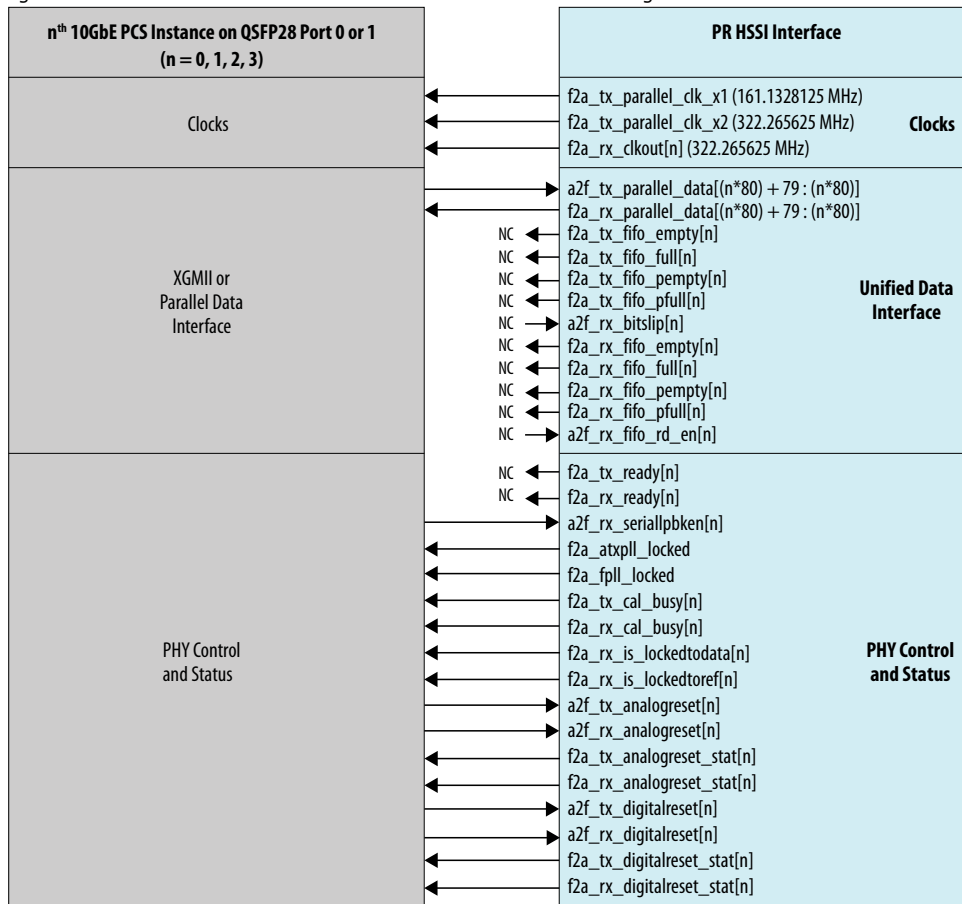 nth 10GbE PCS Instance on QSFP28 Port 0 or 1
(n = 0, 1, 2, 3)
PR HSSI Interface
Clocks
f2a_tx_parallel_clk_x1 (161.1328125 MHz)
f2a_tx_parallel_clk_x2 (322.265625 MHz)
f2a_rx_clkout[n] (322.265625 MHz)
Clocks
XGMII or
Parallel Data
Interface
a2f_tx_parallel_data[(n*80) + 79 : (n*80)]
f2a_rx_parallel_data[(n*80) + 79 : (n*80)]
NC f2a_tx_fifo_empty[n]
NC f2a_tx_fifo_full[n]
NC f2a_tx_fifo_pempty[n]
NC f2a_tx_fifo_pfull[n]
NC a2f_rx_bitslip[n]
NC f2a_rx_fifo_empty[n]
NC f2a_rx_fifo_full[n]
NC f2a_rx_fifo_pempty[n]
NC f2a_rx_fifo_pfull[n]
NC a2f_rx_fifo_rd_en[n]
Unified Data
Interface
PHY Control
and Status
NC f2a_tx_ready[n]
NC f2a_rx_ready[n]
a2f_rx_seriallpbken[n]
f2a_atxpll_locked
f2a_fpll_locked
f2a_tx_cal_busy[n]
f2a_rx_cal_busy[n]
f2a_rx_is_lockedtodata[n]
f2a_rx_is_lockedtoref[n]
a2f_tx_analogreset[n]
a2f_rx_analogreset[n]
f2a_tx_analogreset_stat[n]
f2a_rx_analogreset_stat[n]
a2f_tx_digitalreset[n]
a2f_rx_digitalreset[n]
f2a_tx_digitalreset_stat[n]
f2a_rx_digitalreset_stat[n]
PHY Control
and Status